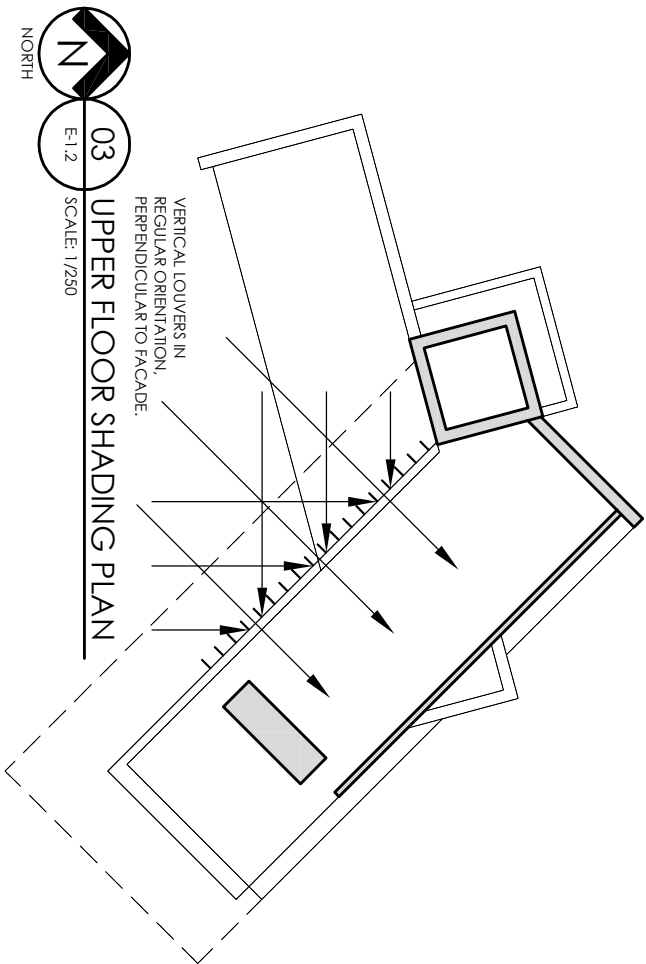 VERTICAL LOUVERS IN
REGULAR ORIENTATION,
PERPENDICULAR TO FACADE.
N
NORTH
03
E-1.2
UPPER FLOOR SHADING PLAN
SCALE: 1/250